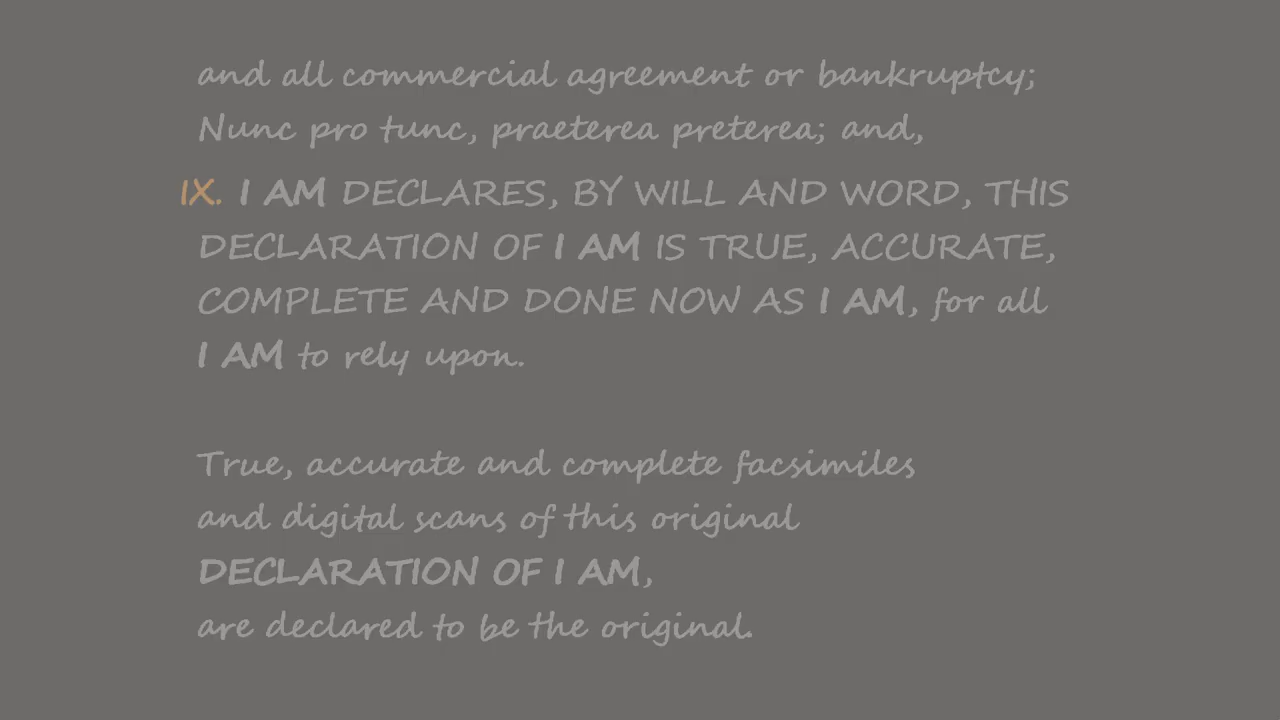 and all commercial agreement or bankruptcy;
Nunc pro tunc, praeterea preterea; and,
IX. I AM DECLARES, BY WILL AND WORD, THIS
DECLARATION OF I AM IS TRUE, ACCURATE,
COMPLETE AND DONE NOW AS I AM, for all
I AM to rely upon.
True, accurate and complete facsimiles
and digital scans of this original
DECLARATION OF I AM,
are declared to be the original.